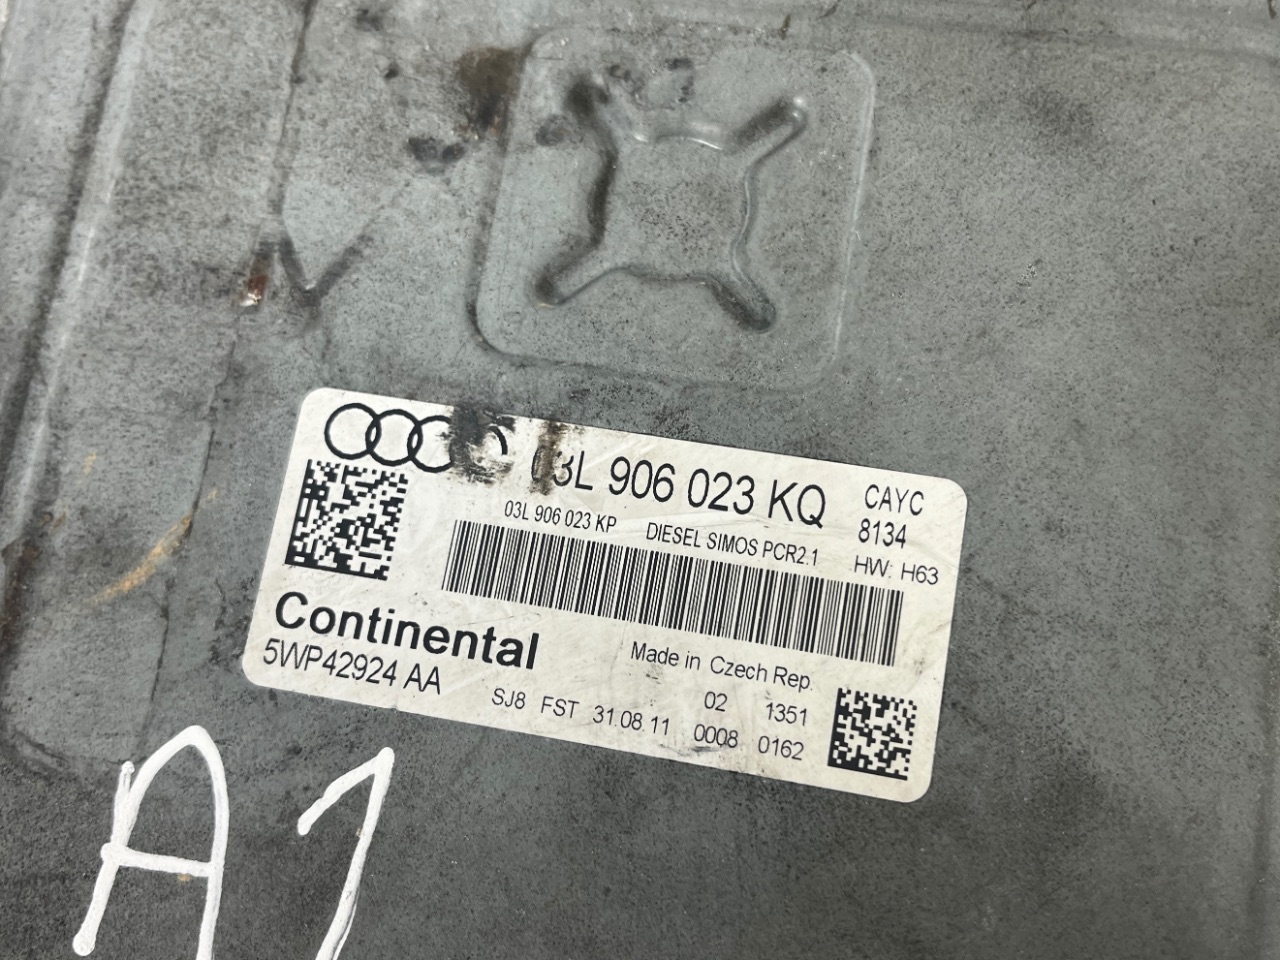 03L 906 023 KQ
CAYC
8134
03L 906 023 KP DIESEL SIMOS PCR2.1
HW: H63
Continental
5WP42924 AA
Made in Czech Rep.
02 1351
SJ8 FST 31.08.11 0008 0162
A1